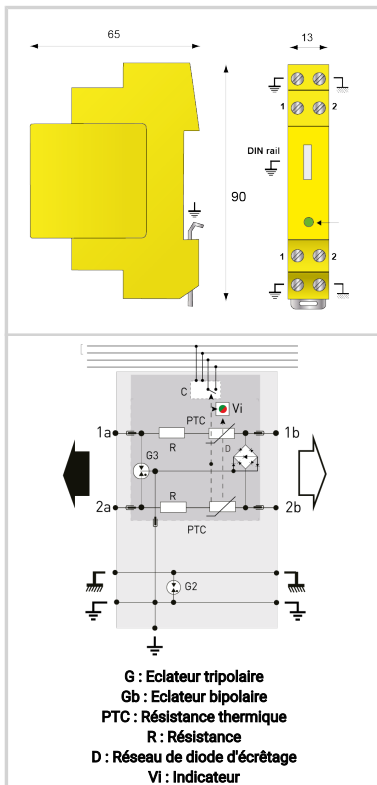 65
13
1 2
DIN rail
90
1 2
C
Vi
PTC
1a 1b
R
D
G3
R
2a 2b
PTC
G2
G : Eclateur tripolaire
Gb : Eclateur bipolaire
PTC : Résistance thermique
R : Résistance
D : Réseau de diode d'écrêtage
Vi : Indicateur